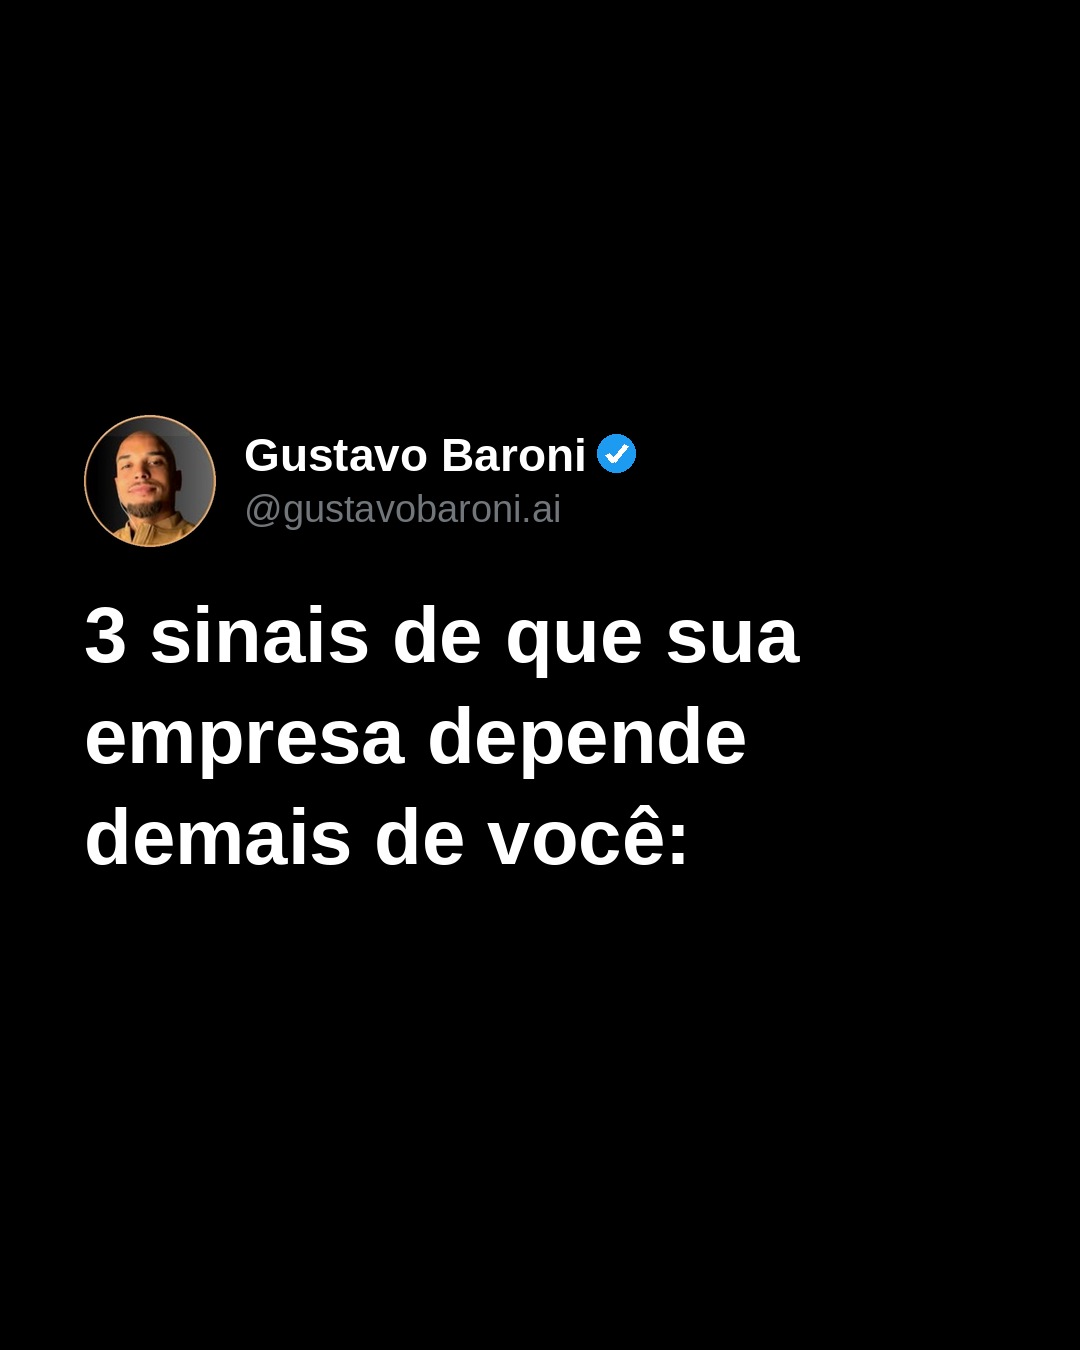 Gustavo Baroni
@gustavobaroni.ai
3 sinais de que sua
empresa depende
demais de você: